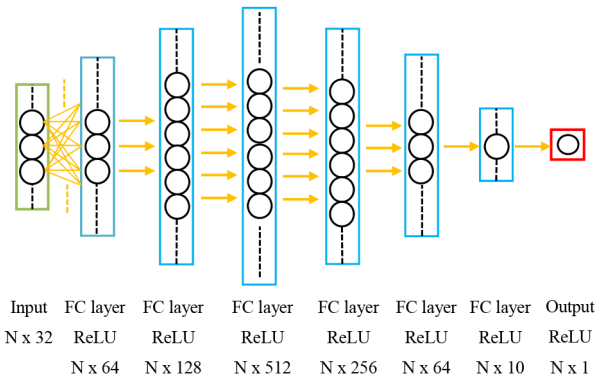 Input FC layer FC layer FC layer FC layer FC layer FC layer Output
N x 32 ReLU ReLU ReLU ReLU ReLU ReLU ReLU
N x 64 N x 128 N x 512 N x 256 N x 64 N x 10 N x 1